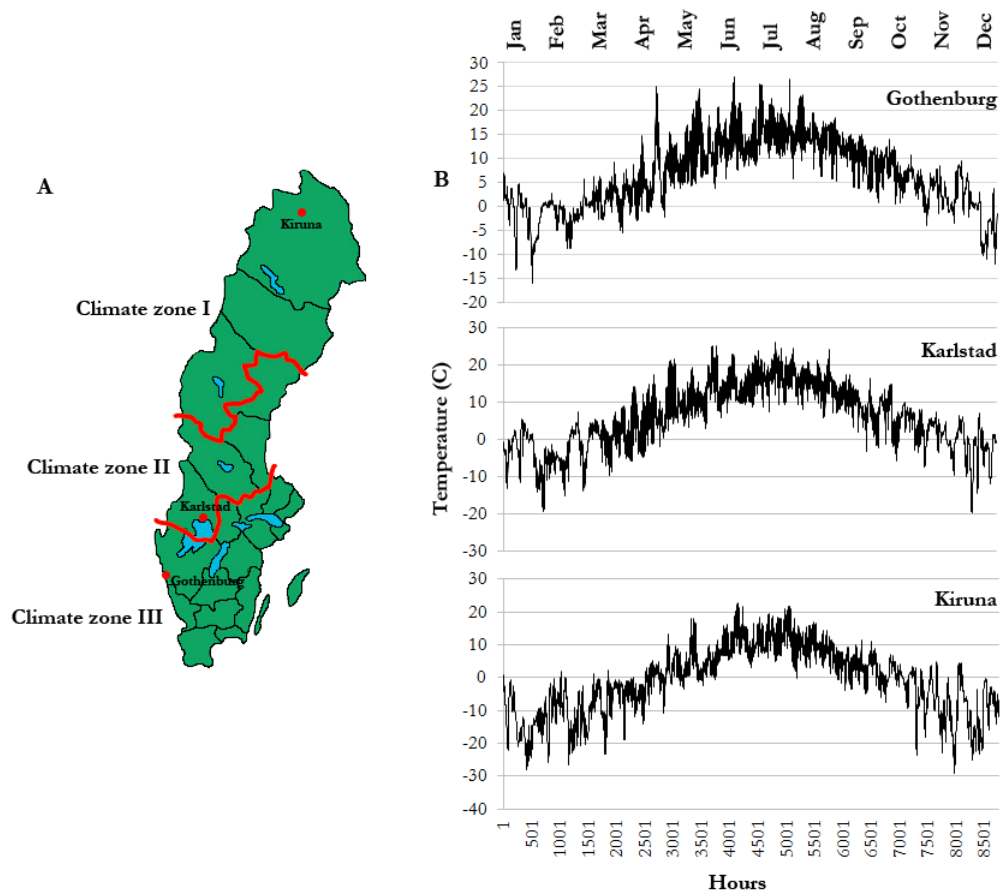 A
Kiruna
Climate zone I
Climate zone II
Karlstad
Gothenburg
Climate zone III
B
Jan Feb Mar Apr May Jun Jul Aug Sep Oct Nov Dec
Gothenburg
30
25
20
15
10
5
0
-5
-10
-15
-20
Temperature (C)
Karlstad
30
20
10
0
-10
-20
-30
Kiruna
30
20
10
0
-10
-20
-30
-40
1 501 1001 1501 2001 2501 3001 3501 4001 4501 5001 5501 6001 6501 7001 7501 8001 8501
Hours